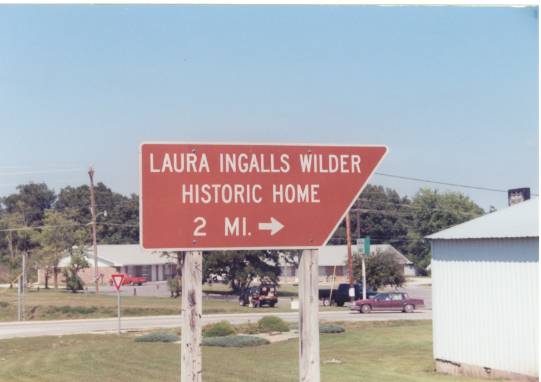 LAURA INGALLS WILDER
HISTORIC HOME
2 MI. →